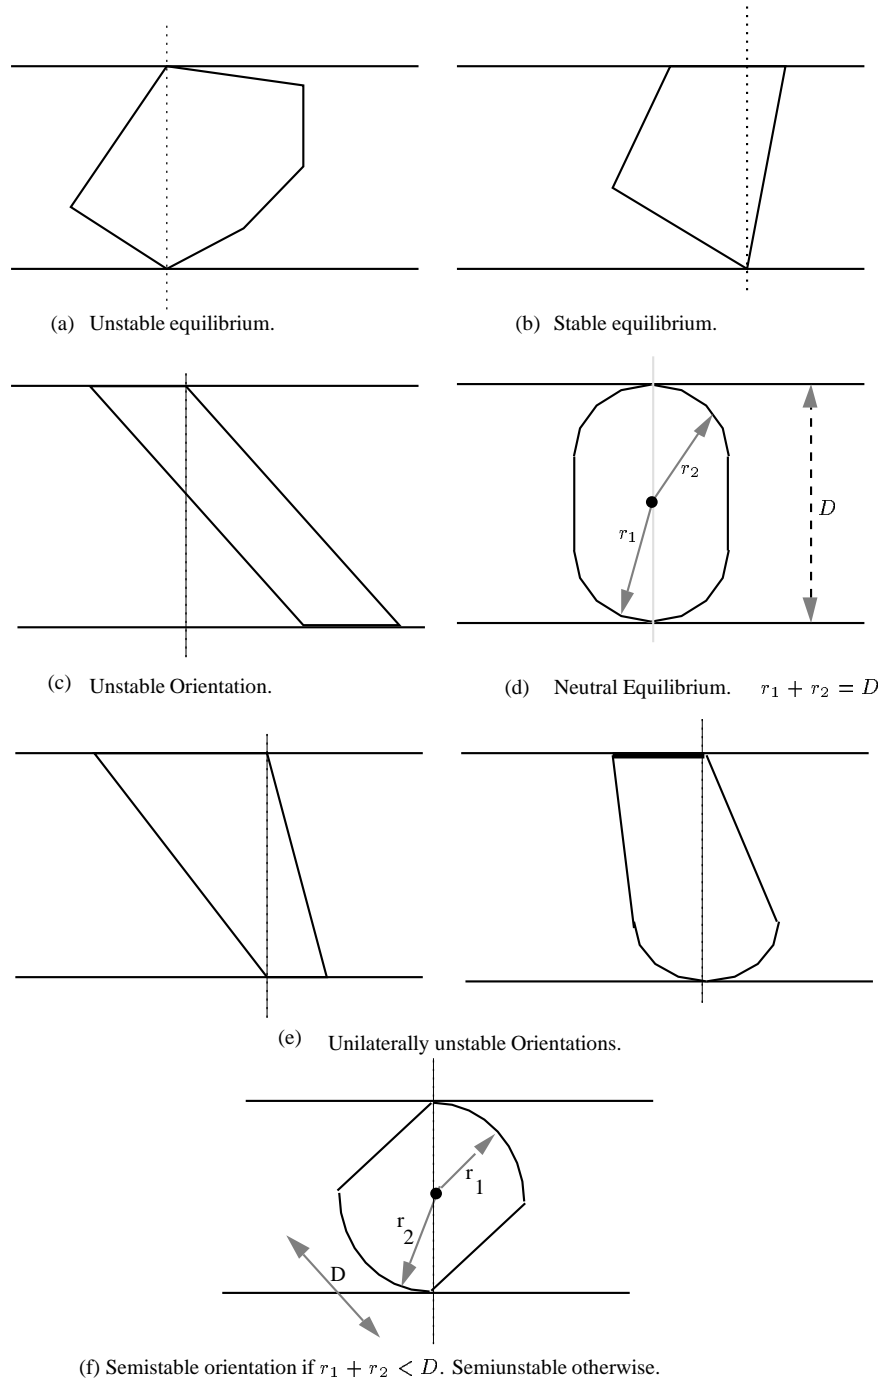 (a) Unstable equilibrium.
(b) Stable equilibrium.
(c) Unstable Orientation.
r2
r1
D
(d) Neutral Equilibrium. r1 + r2 = D
(e) Unilaterally unstable Orientations.
r1
r2
D
(f) Semistable orientation if r1 + r2 < D. Semiunstable otherwise.